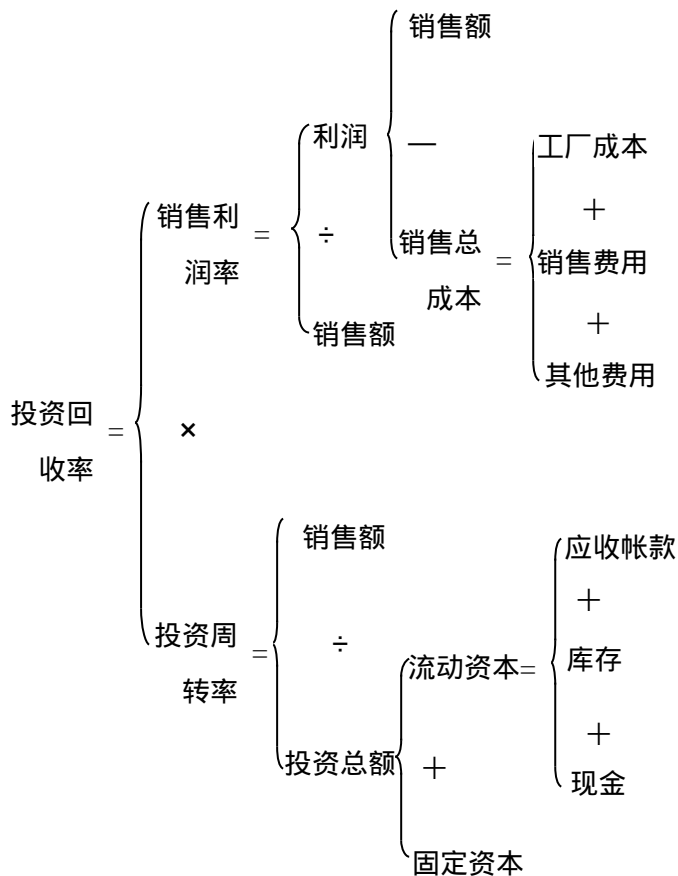 销售额
利润
—
工厂成本
＋
销售利
润率
=
÷
销售总
成本
=
销售费用
＋
销售额
其他费用
投资回
收率
=
×
销售额
应收帐款
＋
投资周
转率
=
÷
流动资本=
库存
＋
投资总额
＋
现金
固定资本